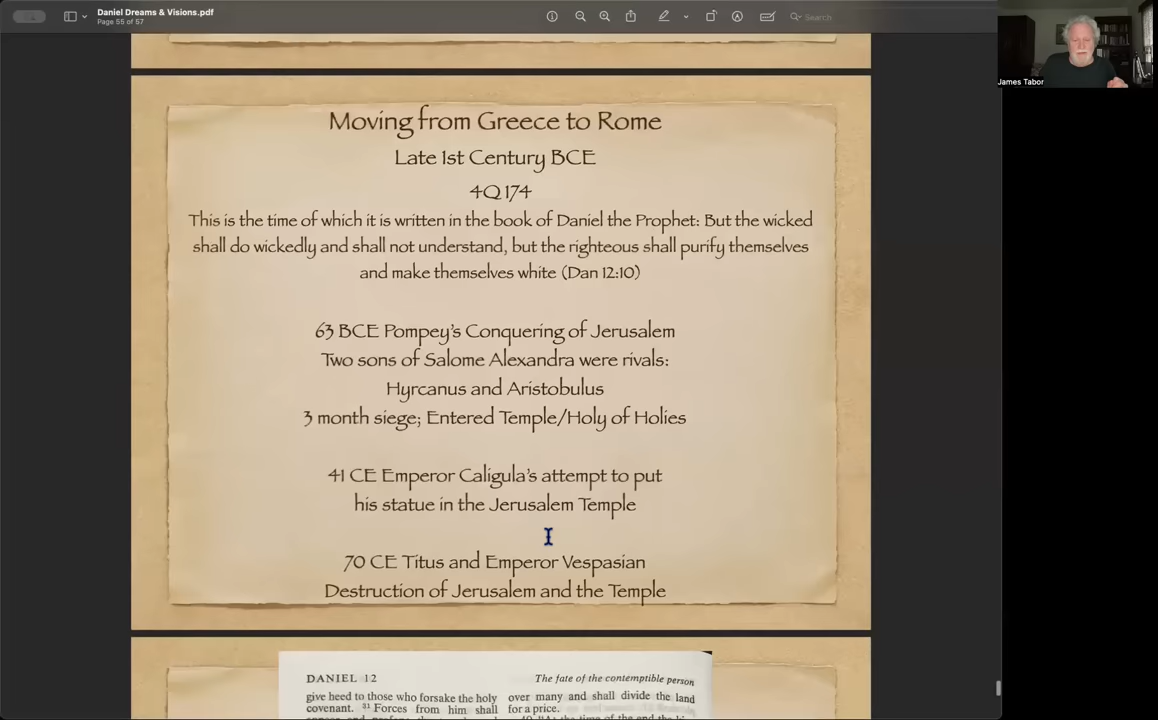 Daniel Dreams & Visions.pdf
Page 55 of 57
Search
James Tabor
Moving from Greece to Rome
Late 1st Century BCE
4Q 174
This is the time of which it is written in the book of Daniel the Prophet: But the wicked
shall do wickedly and shall not understand, but the righteous shall purify themselves
and make themselves white (Dan 12:10)
63 BCE Pompey's Conquering of Jerusalem
Two sons of Salome Alexandra were rivals:
Hyrcanus and Aristobulus
3 month siege; Entered Temple/Holy of Holies
41 CE Emperor Caligula's attempt to put
his statue in the Jerusalem Temple
70 CE Titus and Emperor Vespasian
Destruction of Jerusalem and the Temple
DANIEL 12
The fate of the contemptible person
give heed to those who forsake the holy
covenant. 31 Forces from him shall
over many and shall divide the land
for a price.